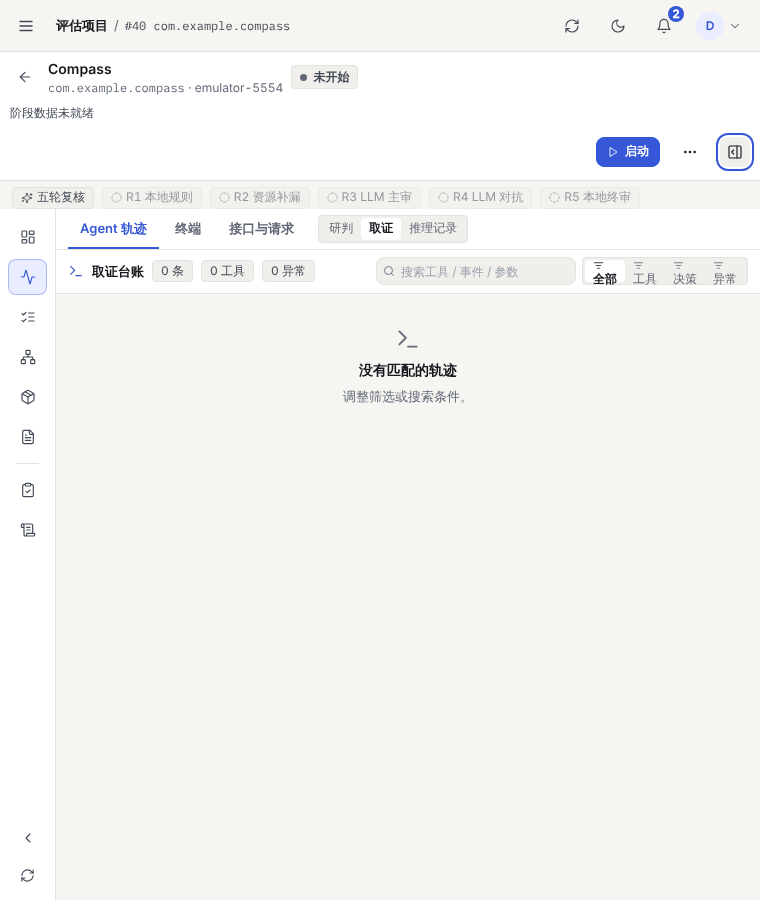 评估项目 / #40 com.example.compass
2
D
Compass
com.example.compass · emulator-5554
未开始
阶段数据未就绪
启动
五轮复核
R1 本地规则
R2 资源补漏
R3 LLM 主审
R4 LLM 对抗
R5 本地终审
Agent 轨迹
终端
接口与请求
研判
取证
推理记录
取证台账
0 条
0 工具
0 异常
搜索工具 / 事件 / 参数
全部
工具
决策
异常
没有匹配的轨迹
调整筛选或搜索条件。